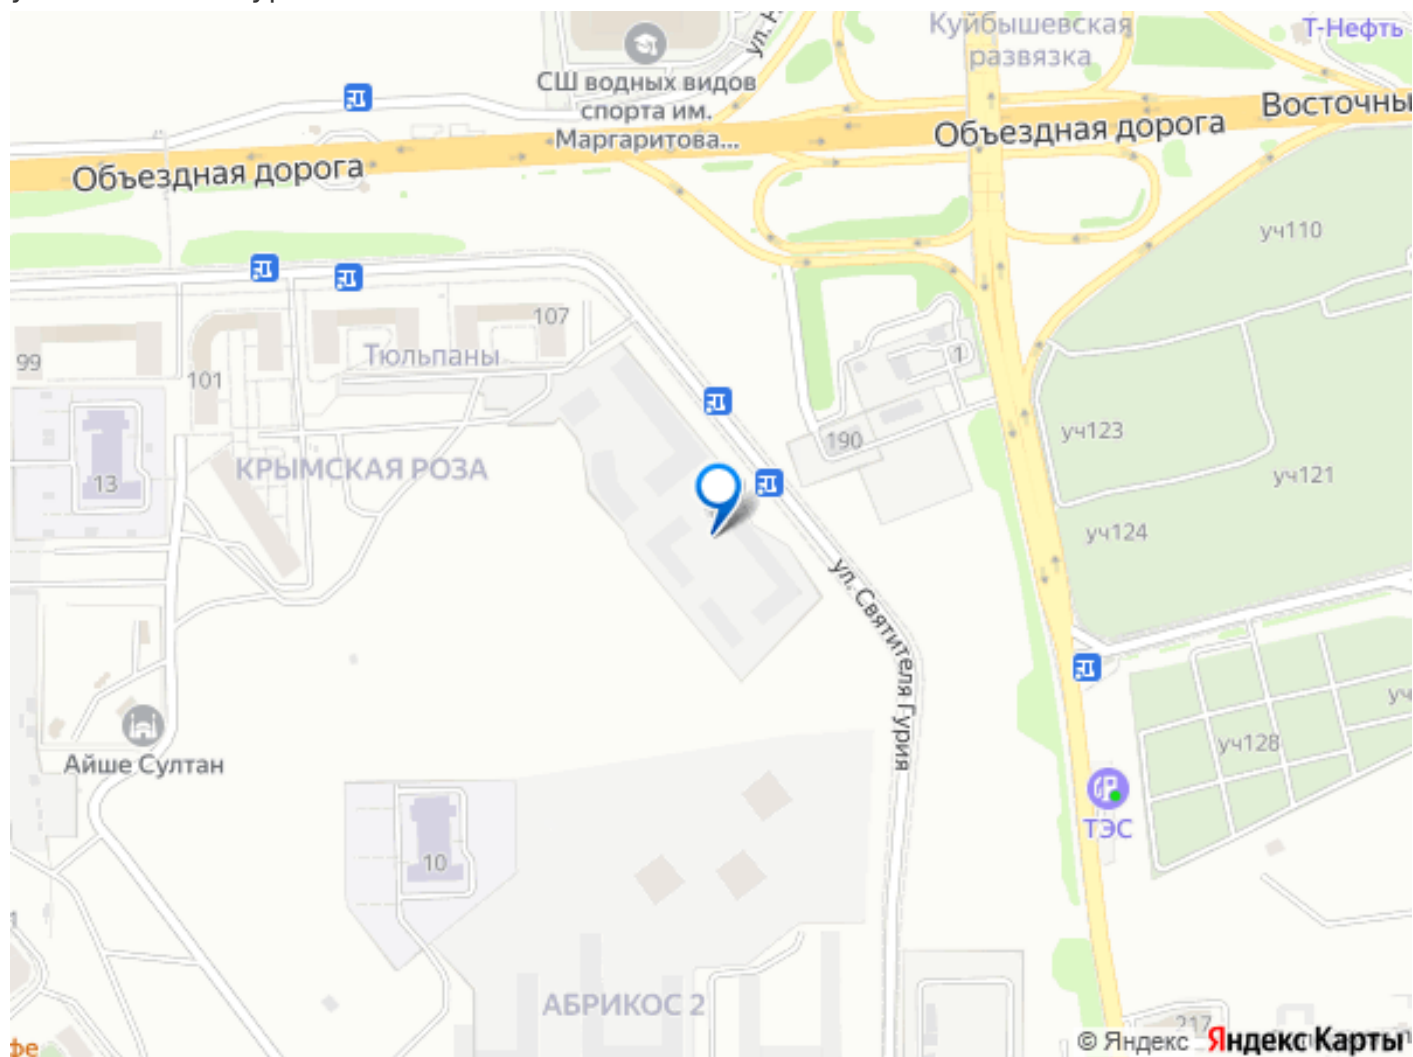 Куйбышевская
развязка
Т-Нефть
СШ водных видов
спорта им.
Маргаритова...
Восточны
Объездная дорога
Объездная дорога
уч110
107
Тюльпаны
99
101
1
190
уч123
КРЫМСКАЯ РОЗА
13
уч121
уч124
ул. Святителя Гурия
Айше Султан
уч128
ТЭС
10
АБРИКОС 2
217
фе
© Яндекс Яндекс Карты